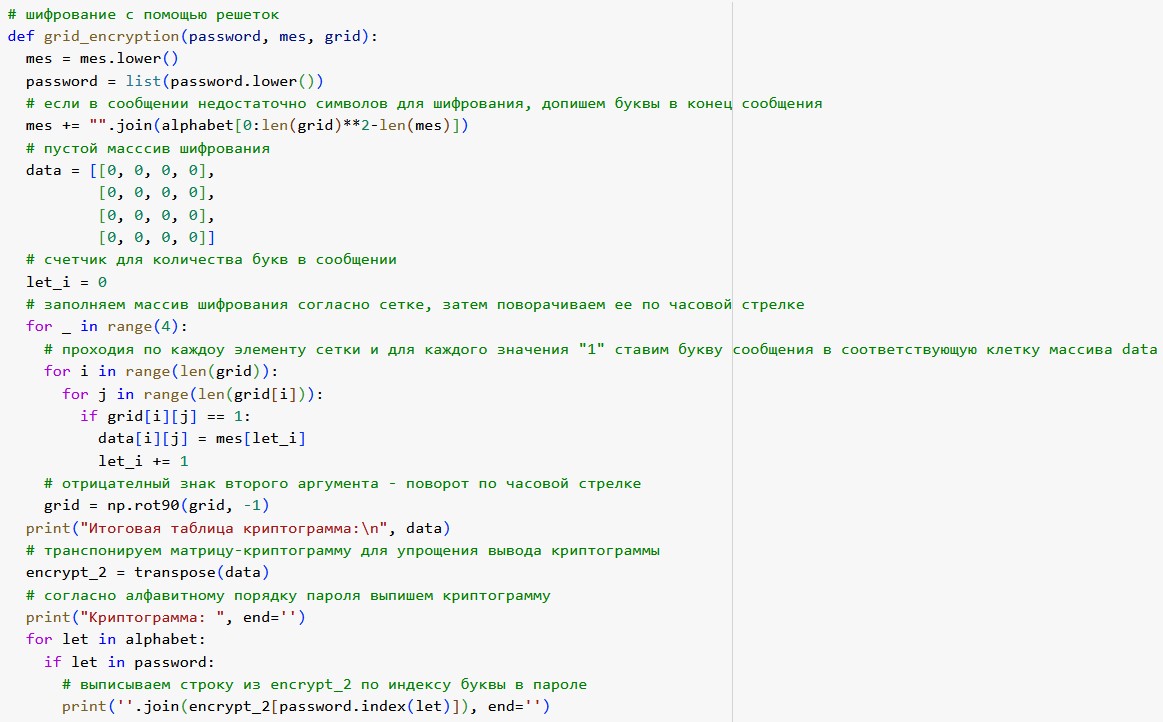 # шифрование с помощью решеток
def grid_encryption(password, mes, grid):
  mes = mes.lower()
  password = list(password.lower())
  # если в сообщении недостаточно символов для шифрования, допишем буквы в конец сообщения
  mes += "".join(alphabet[0:len(grid)**2-len(mes)])
  # пустой масссив шифрования
  data = [[0, 0, 0, 0],
          [0, 0, 0, 0],
          [0, 0, 0, 0],
          [0, 0, 0, 0]]
  # счетчик для количества букв в сообщении
  let_i = 0
  # заполняем массив шифрования согласно сетке, затем поворачиваем ее по часовой стрелке
  for _ in range(4):
    # проходия по каждоу элементу сетки и для каждого значения "1" ставим букву сообщения в соответствующую клетку массива data
    for i in range(len(grid)):
      for j in range(len(grid[i])):
        if grid[i][j] == 1:
          data[i][j] = mes[let_i]
          let_i += 1
    # отрицателный знак второго аргумента - поворот по часовой стрелке
    grid = np.rot90(grid, -1)
  print("Итоговая таблица криптограмма:\n", data)
  # транспонируем матрицу-криптограмму для упрощения вывода криптограммы
  encrypt_2 = transpose(data)
  # согласно алфавитному порядку пароля выпишем криптограмму
  print("Криптограмма: ", end='')
  for let in alphabet:
    if let in password:
      # выписываем строку из encrypt_2 по индексу буквы в пароле
      print(''.join(encrypt_2[password.index(let)]), end='')